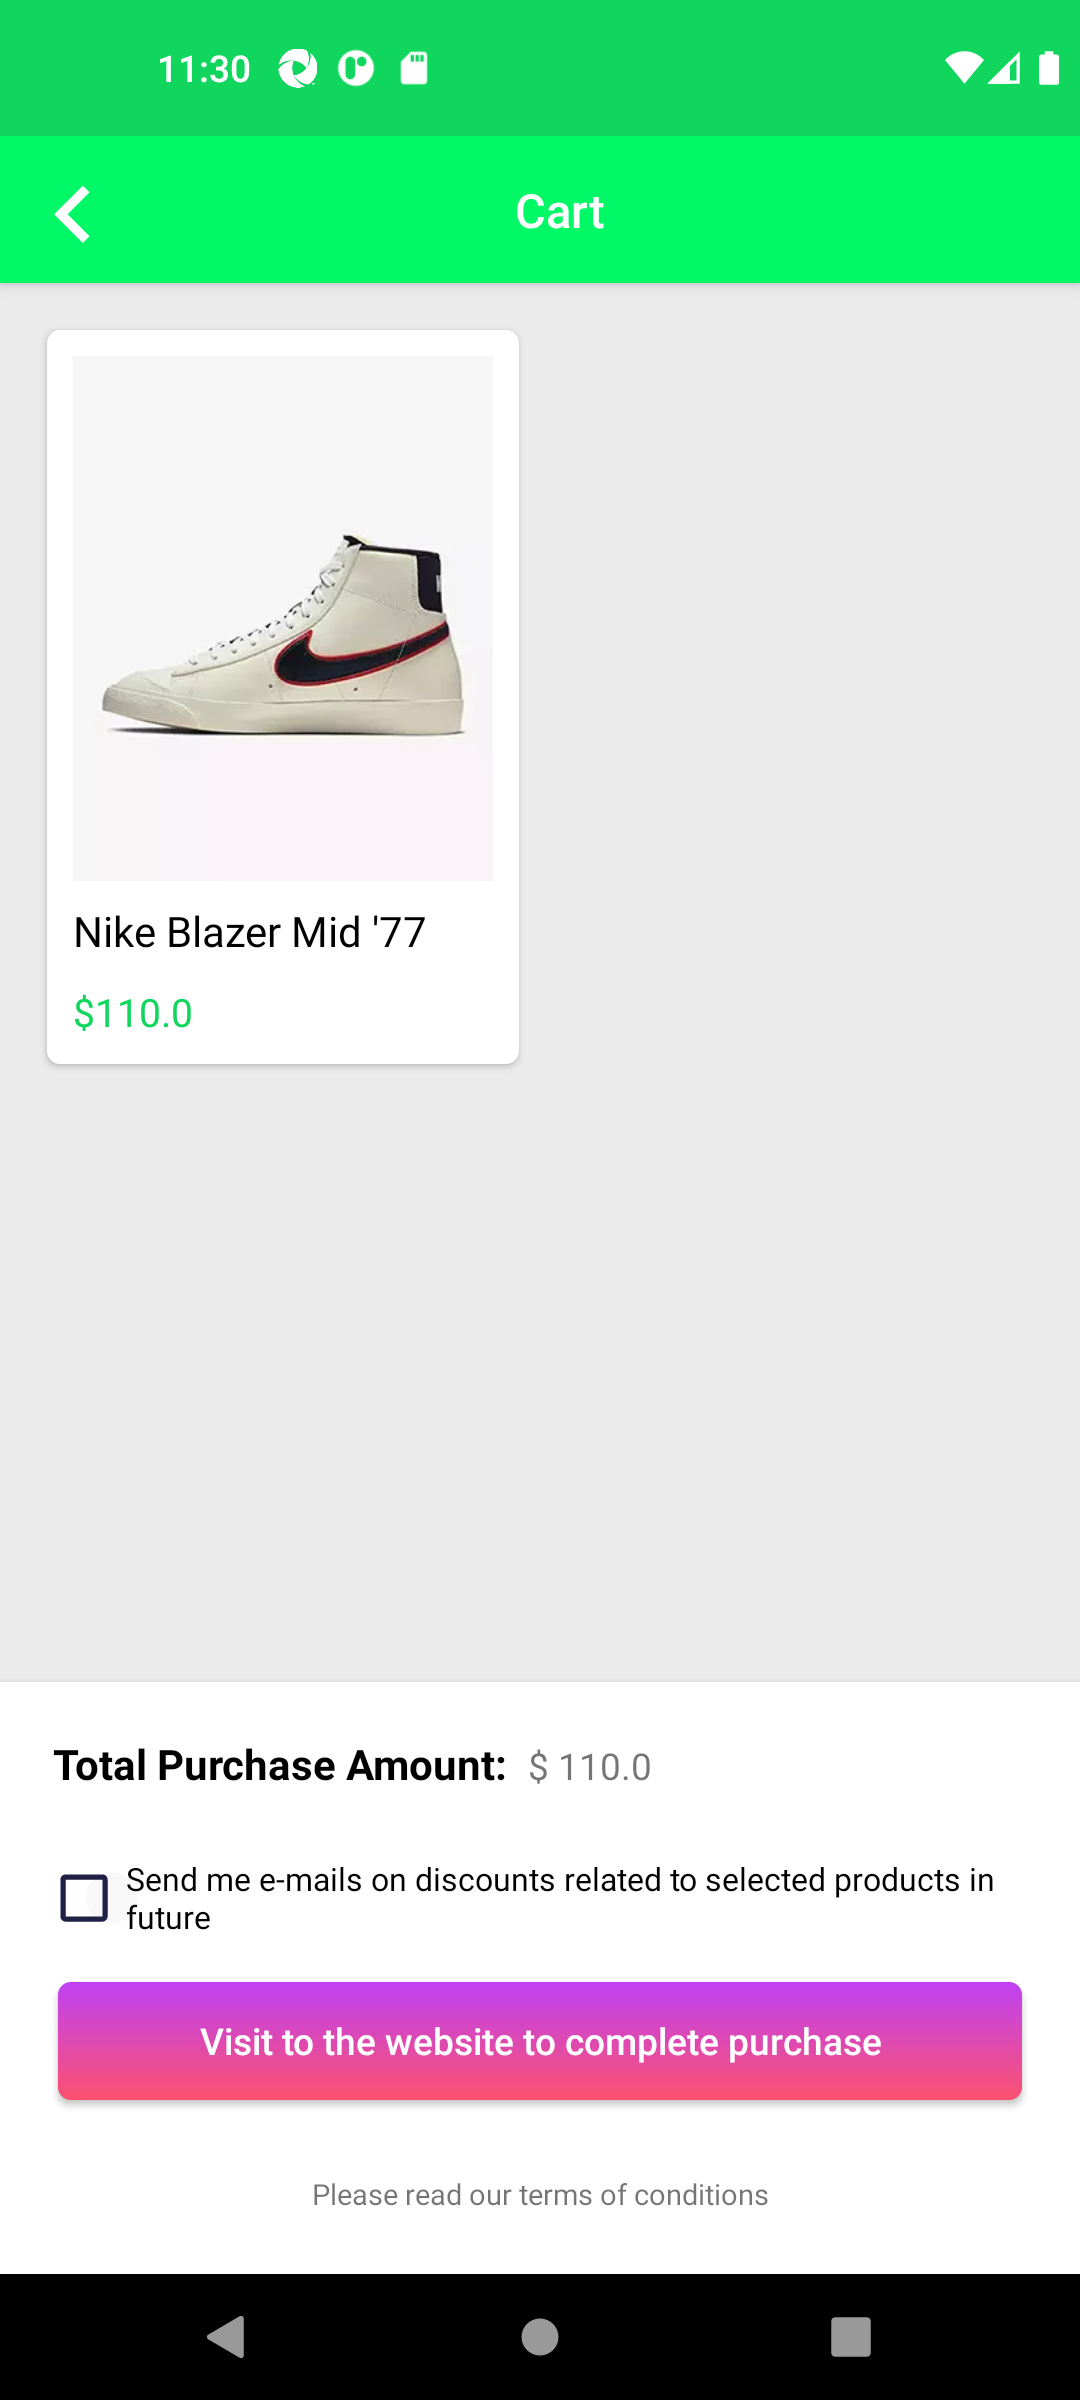 11:30
Cart
Nike Blazer Mid '77
$110.0
Total Purchase Amount: $ 110.0
Send me e-mails on discounts related to selected products in
future
Visit to the website to complete purchase
Please read our terms of conditions